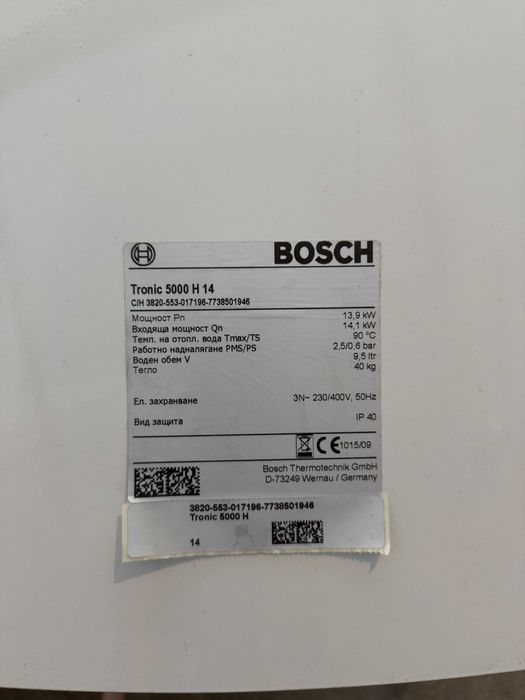 BOSCH
Tronic 5000 H 14
С/Н 3820-553-017196-7738501946
Мощност Pn 13,9 kW
Входяща мощност Qn 14,1 kW
Темп. на отопл. вода Tmax/TS 90 °C
Работно надналягане PMS/PS 2,5/0,6 bar
Воден обем V 9,5 ltr
Тегло 40 kg
Ел. захранване 3N~ 230/400V, 50Hz
Вид защита IP 40
CE 1015/09
Bosch Thermotechnik GmbH
D-73249 Wernau / Germany
3820-553-017196-7738501946
Tronic 5000 H
14